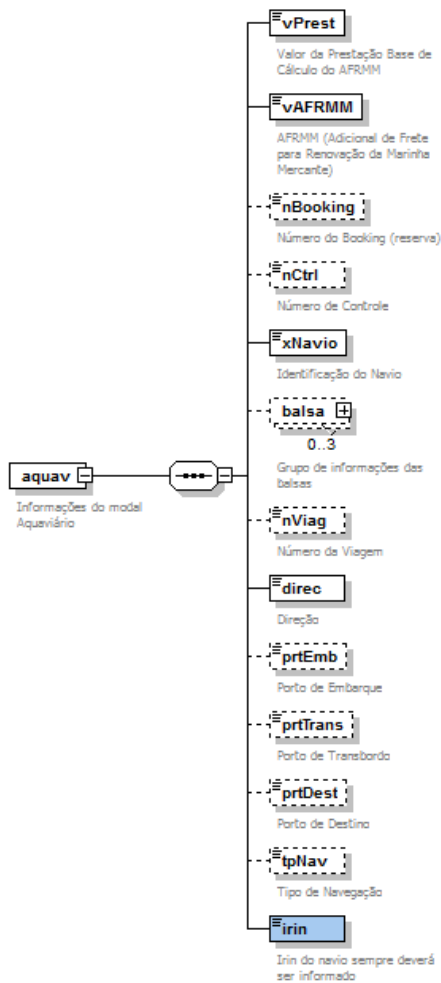 vPrest
Valor da Prestação Base de
Cálculo do AFRMM
vAFRMM
AFRMM (Adicional de Frete
para Renovação da Marinha
Mercante)
nBooking
Número do Booking (reserva)
nCtrl
Número de Controle
xNavio
Identificação do Navio
balsa
0..3
Grupo de informações das
balsas
aquav
Informações do modal
Aquaviário
nViag
Número da Viagem
direc
Direção
prtEmb
Porto de Embarque
prtTrans
Porto de Transbordo
prtDest
Porto de Destino
tpNav
Tipo de Navegação
irin
Irin do navio sempre deverá
ser informado